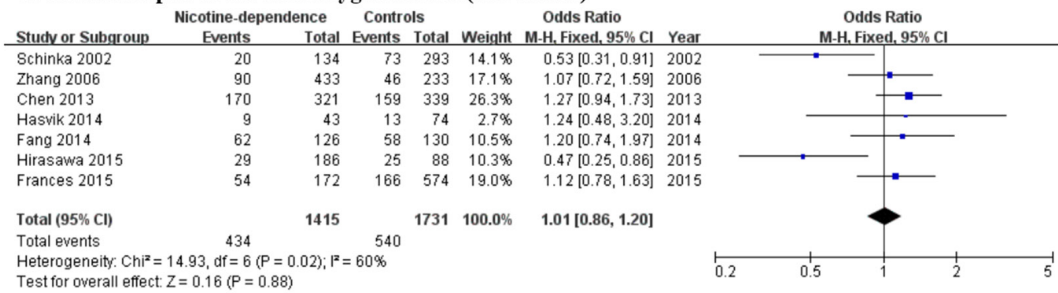 Nicotine-dependence Controls Odds Ratio Odds Ratio
Study or Subgroup Events Total Events Total Weight M-H, Fixed, 95% CI Year M-H, Fixed, 95% CI
Schinka 2002 20 134 73 293 14.1% 0.53 [0.31, 0.91] 2002
Zhang 2006 90 433 46 233 17.1% 1.07 [0.72, 1.59] 2006
Chen 2013 170 321 159 339 26.3% 1.27 [0.94, 1.73] 2013
Hasvik 2014 9 43 13 74 2.7% 1.24 [0.48, 3.20] 2014
Fang 2014 62 126 58 130 10.5% 1.20 [0.74, 1.97] 2014
Hirasawa 2015 29 186 25 88 10.3% 0.47 [0.25, 0.86] 2015
Frances 2015 54 172 166 574 19.0% 1.12 [0.78, 1.63] 2015
Total (95% CI) 1415 1731 100.0% 1.01 [0.86, 1.20]
Total events 434 540
Heterogeneity: Chi² = 14.93, df = 6 (P = 0.02); I² = 60%
Test for overall effect: Z = 0.16 (P = 0.88)
0.2 0.5 1 2 5